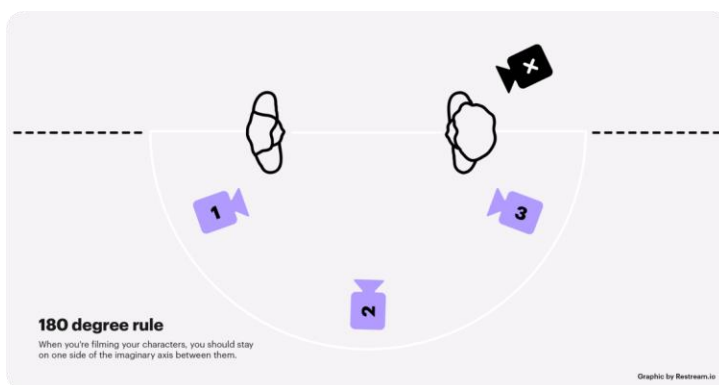 1
2
3
180 degree rule
When you're filming your characters, you should stay
on one side of the imaginary axis between them.
Graphic by Restream.io